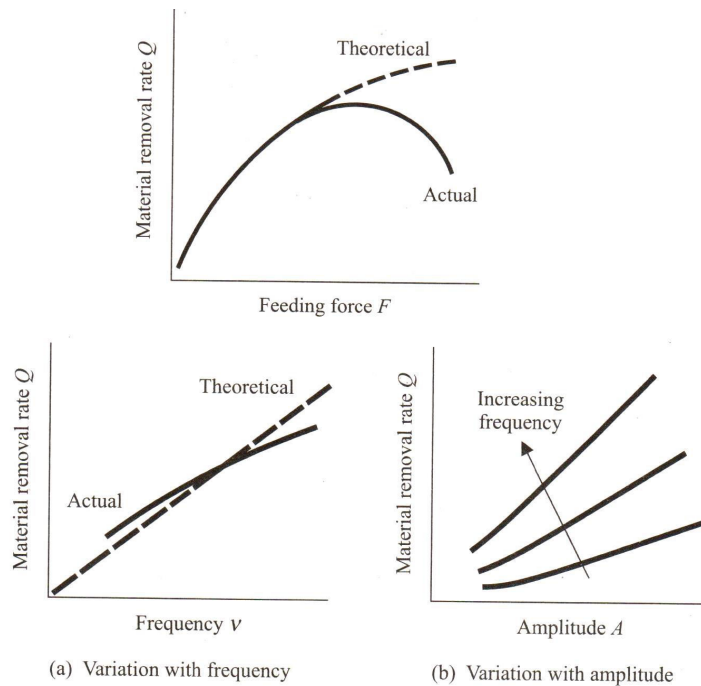 Material removal rate Q
Theoretical
Actual
Feeding force F
Material removal rate Q
Theoretical
Actual
Frequency ν
(a) Variation with frequency
Material removal rate Q
Increasing
frequency
Amplitude A
(b) Variation with amplitude